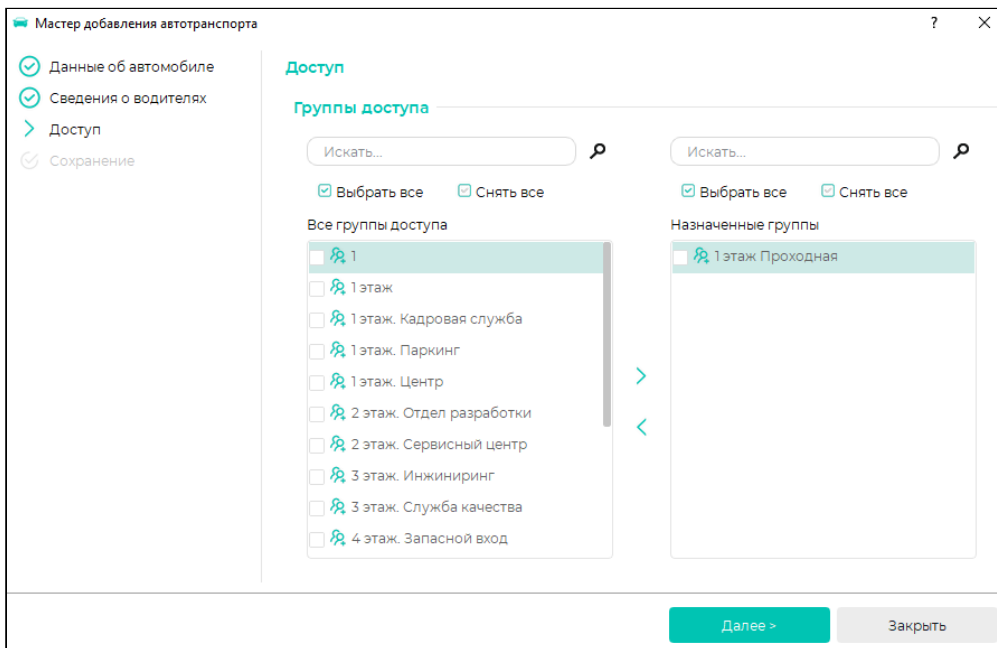 Мастер добавления автотранспорта
?
Данные об автомобиле
Сведения о водителях
Доступ
Сохранение
Доступ
Группы доступа
Искать...
Выбрать все
Снять все
Все группы доступа
1
1 этаж
1 этаж. Кадровая служба
1 этаж. Паркинг
1 этаж. Центр
2 этаж. Отдел разработки
2 этаж. Сервисный центр
3 этаж. Инжиниринг
3 этаж. Служба качества
4 этаж. Запасной вход
Искать...
Выбрать все
Снять все
Назначенные группы
1 этаж Проходная
Далее >
Закрыть